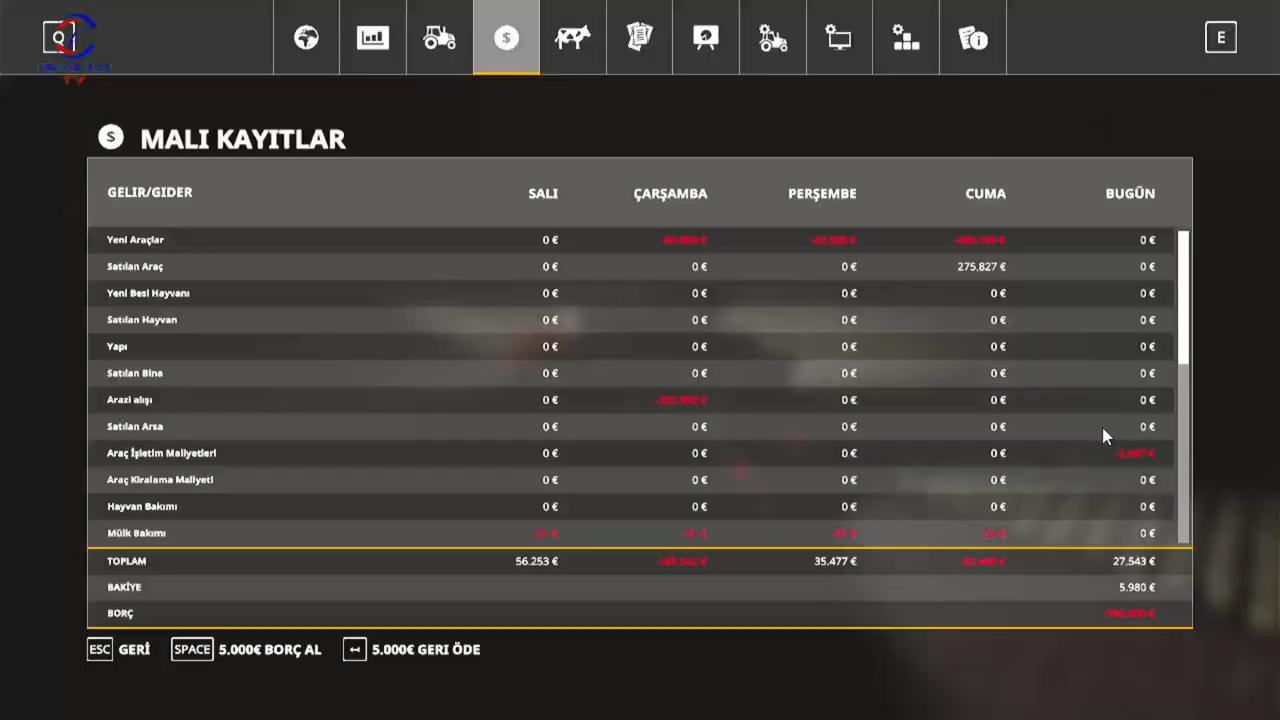 Q
E
MALI KAYITLAR
GELIR/GIDER SALI ÇARŞAMBA PERŞEMBE CUMA BUGÜN
Yeni Araçlar 0 € 0 €
Satılan Araç 0 € 0 € 0 € 275.827 € 0 €
Yeni Besi Hayvanı 0 € 0 € 0 € 0 € 0 €
Satılan Hayvan 0 € 0 € 0 € 0 € 0 €
Yapı 0 € 0 € 0 € 0 € 0 €
Satılan Bina 0 € 0 € 0 € 0 € 0 €
Arazi alışı 0 € 0 € 0 € 0 €
Satılan Arsa 0 € 0 € 0 € 0 € 0 €
Araç İşletim Maliyetleri 0 € 0 € 0 € 0 €
Araç Kiralama Maliyeti 0 € 0 € 0 € 0 € 0 €
Hayvan Bakımı 0 € 0 € 0 € 0 € 0 €
Mülk Bakımı 0 €
TOPLAM 56.253 € 35.477 € 27.543 €
BAKİYE 5.980 €
BORÇ
ESC GERİ SPACE 5.000€ BORÇ AL 5.000€ GERI ÖDE